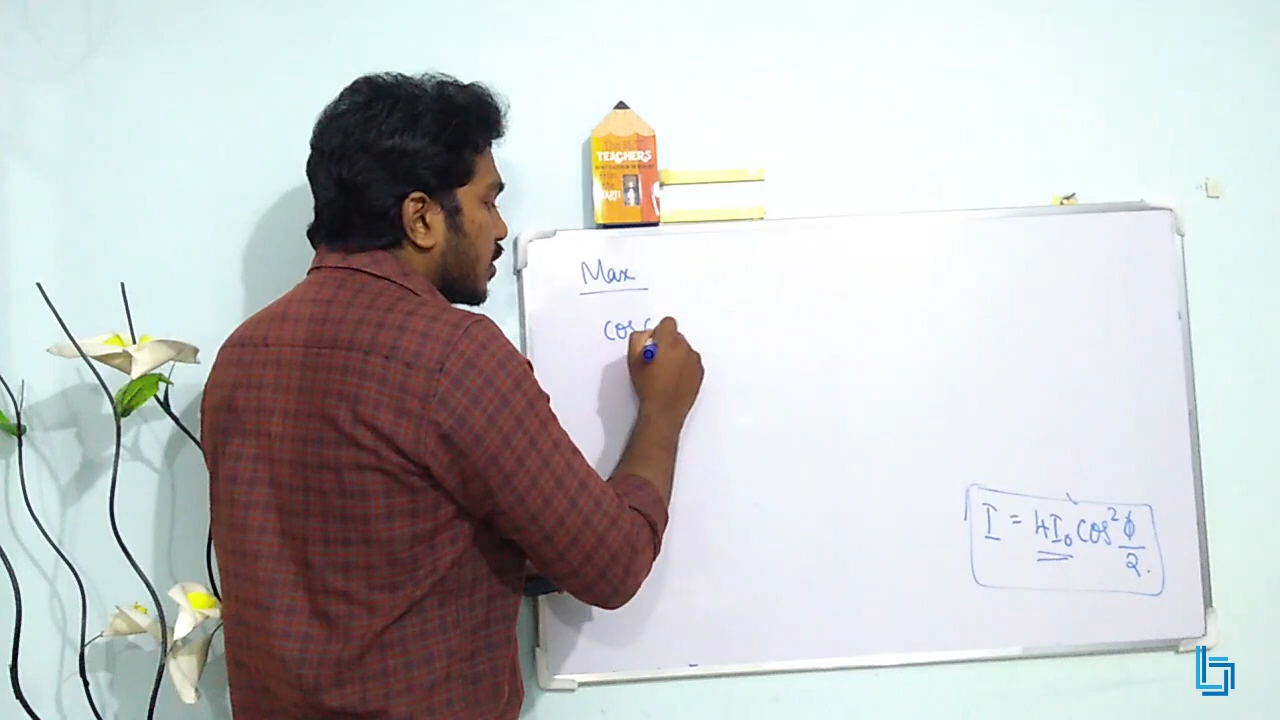 TEACHERS
Max
cos
I = 4I₀ cos² ϕ/2.